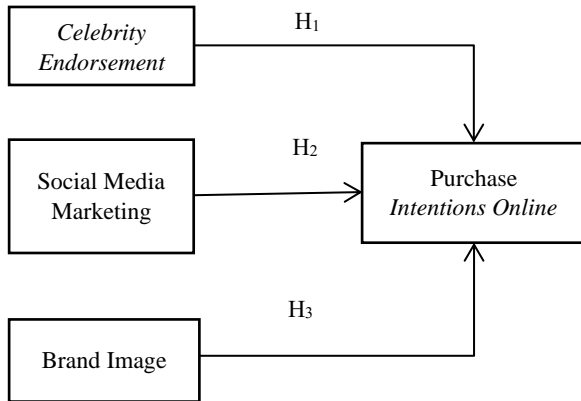 H₁
Celebrity
Endorsement
H₂
Social Media
Marketing
Purchase
Intentions Online
H₃
Brand Image